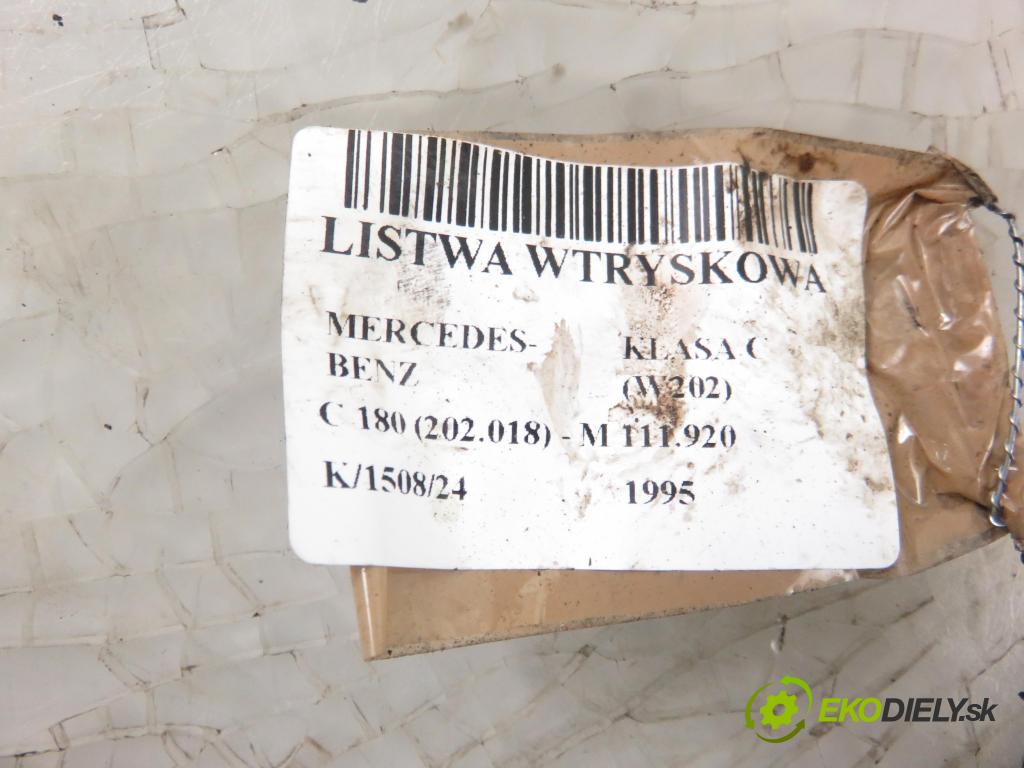 LISTWA WTRYSKOWA
MERCEDES- KLASA C
BENZ (W202)
C 180 (202.018) - M 111.920
K/1508/24 1995
EKODIELY.sk